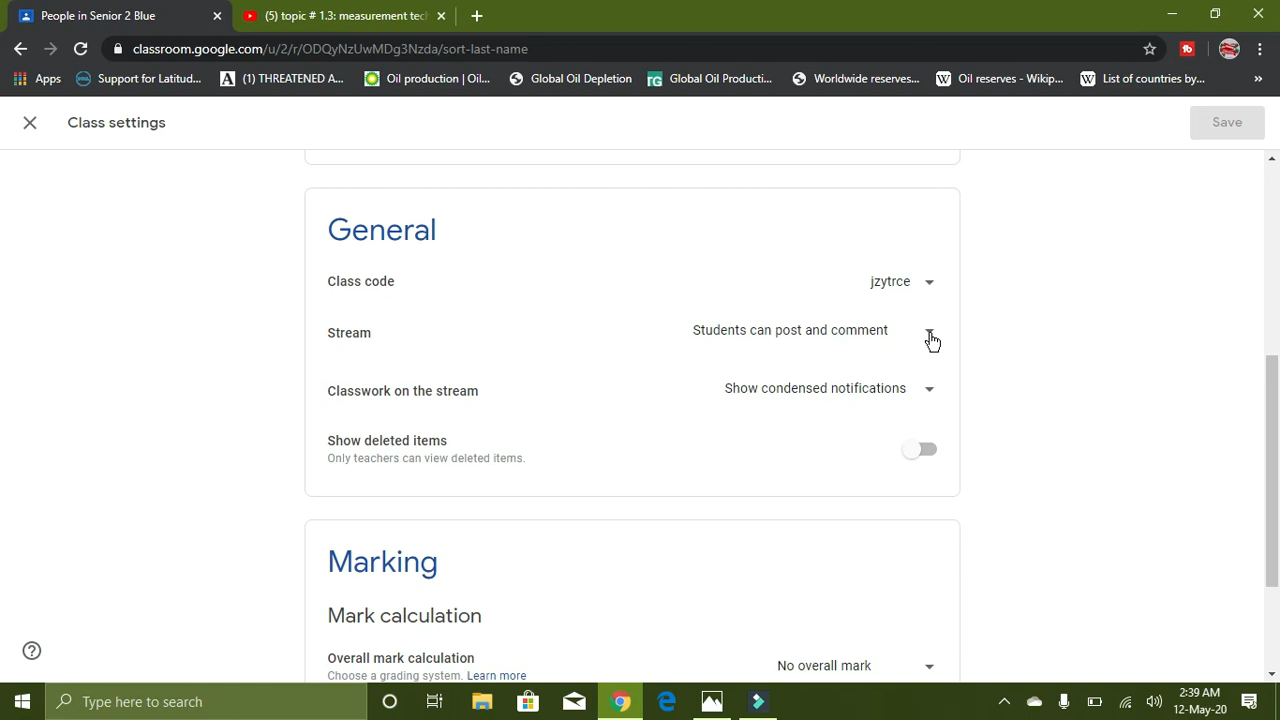 People in Senior 2 Blue
(5) topic # 1.3: measurement tec
classroom.google.com/u/2/r/ODQyNzUwMDg3Nzda/sort-last-name
Apps
Support for Latitud...
(1) THREATENED A...
Oil production | Oil...
Global Oil Depletion
Global Oil Producti...
Worldwide reserves...
Oil reserves - Wikip...
List of countries by...
»
Class settings
Save
General
Class code
jzytrce
Stream
Students can post and comment
Classwork on the stream
Show condensed notifications
Show deleted items
Only teachers can view deleted items.
Marking
Mark calculation
Overall mark calculation
No overall mark
Choose a grading system. Learn more
Type here to search
2:39 AM
12-May-20